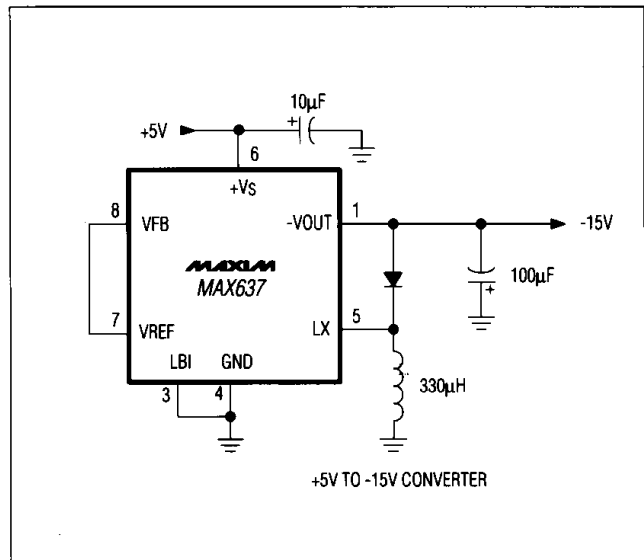 10µF
+
+5V
6
+VS
8
VFB
-VOUT
1
-15V
MAXIM
MAX637
100µF
+
7
VREF
LX
5
LBI
GND
3
4
330µH
+5V TO -15V CONVERTER